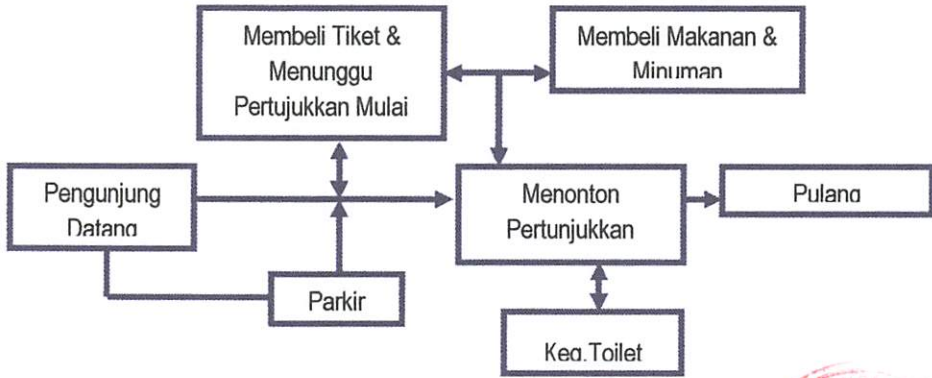 Membeli Tiket &
Menunggu
Pertujukkan Mulai
Membeli Makanan &
Minuman
Pengunjung
Datang
Menonton
Pertunjukkan
Pulang
Parkir
Keg.Toilet